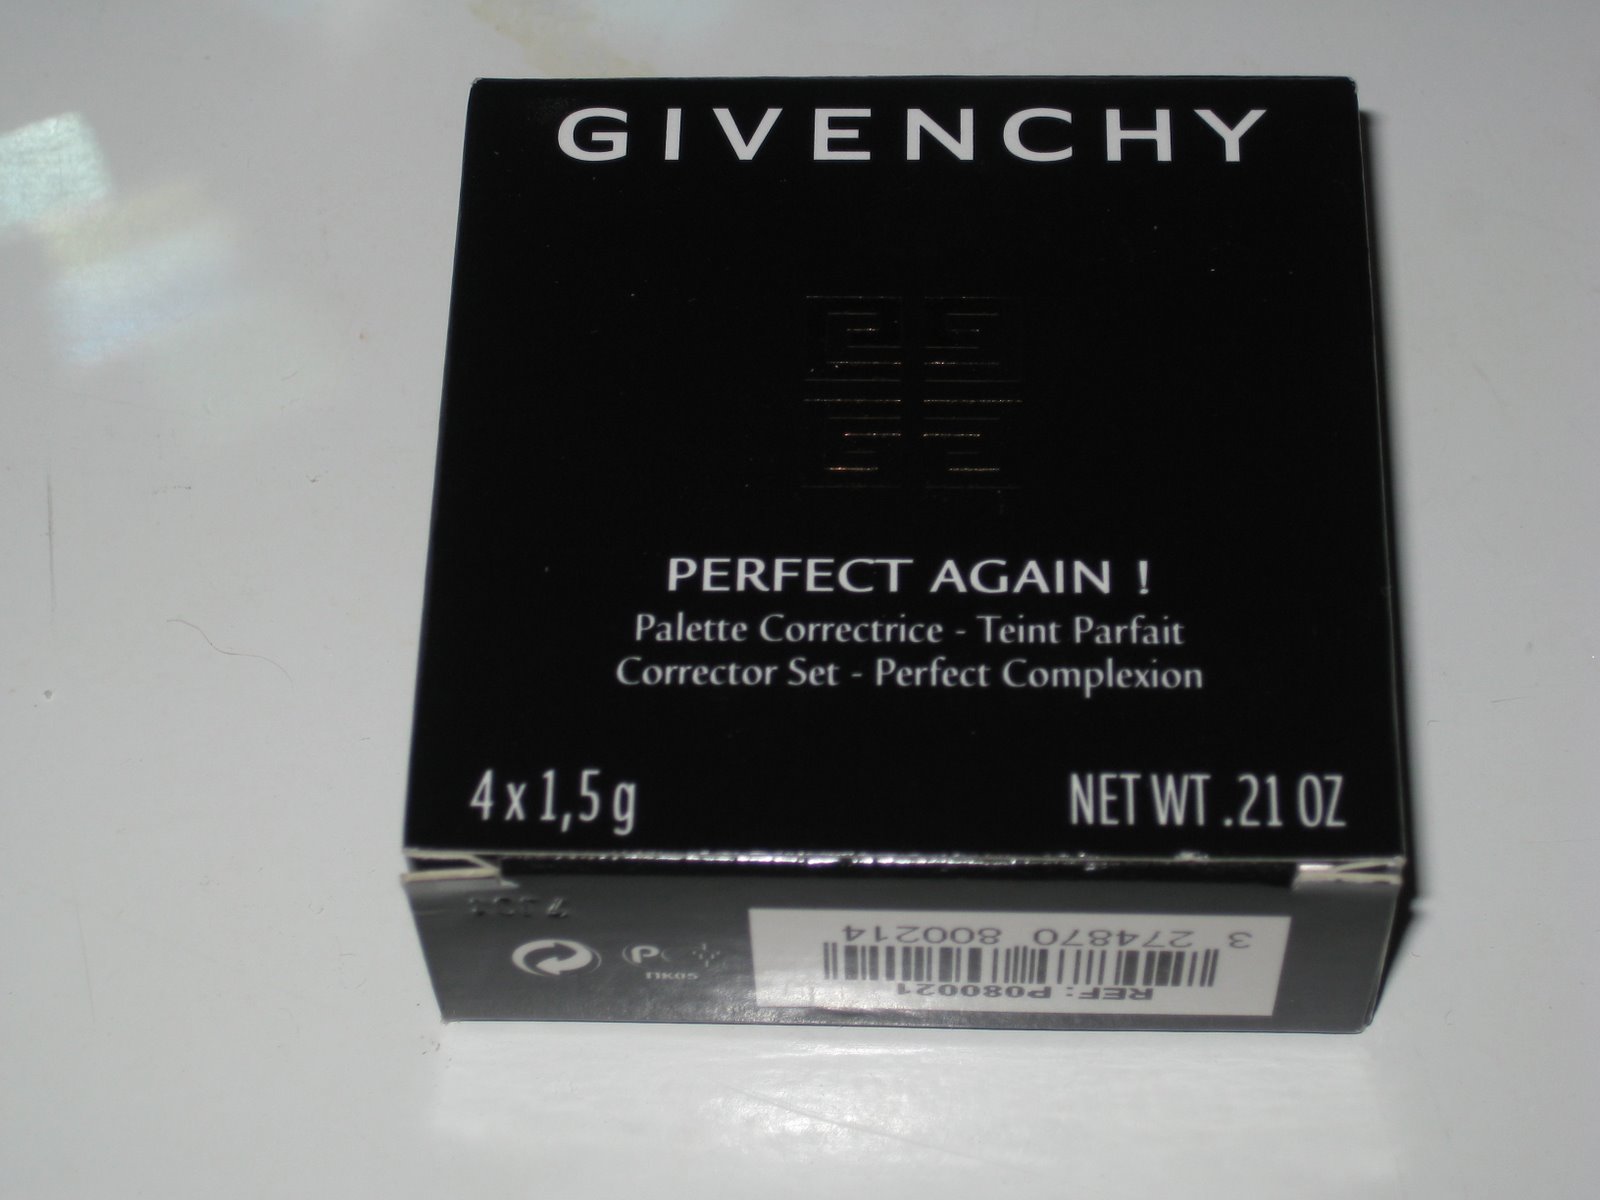 GIVENCHY
PERFECT AGAIN !
Palette Correctrice - Teint Parfait
Corrector Set - Perfect Complexion
4 x 1,5 g
NET WT .21 OZ
REF: P080021
3 274870 800214